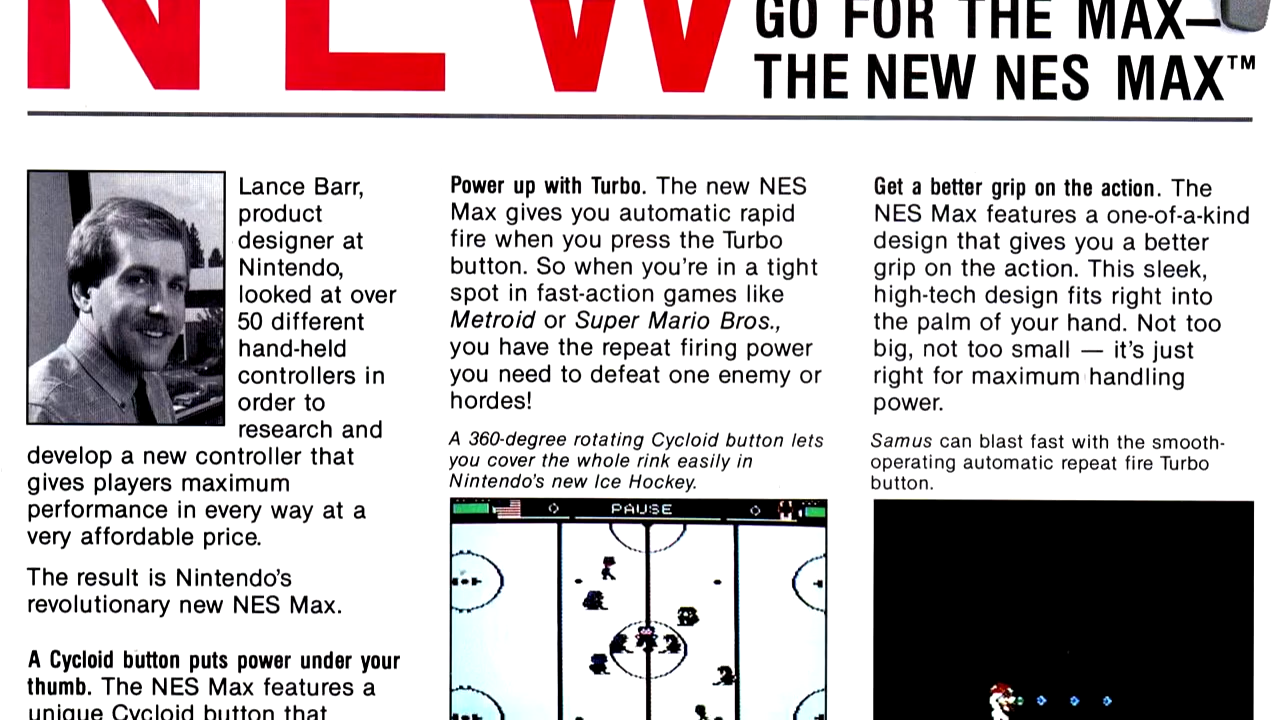 NEW
GO FOR THE MAX—
THE NEW NES MAX™
Lance Barr,
product
designer at
Nintendo,
looked at over
50 different
hand-held
controllers in
order to
research and
develop a new controller that
gives players maximum
performance in every way at a
very affordable price.
The result is Nintendo's
revolutionary new NES Max.
A Cycloid button puts power under your
thumb. The NES Max features a
unique Cycloid button that
Power up with Turbo. The new NES
Max gives you automatic rapid
fire when you press the Turbo
button. So when you're in a tight
spot in fast-action games like
Metroid or Super Mario Bros.,
you have the repeat firing power
you need to defeat one enemy or
hordes!
A 360-degree rotating Cycloid button lets
you cover the whole rink easily in
Nintendo's new Ice Hockey.
0 PAUSE 0
Get a better grip on the action. The
NES Max features a one-of-a-kind
design that gives you a better
grip on the action. This sleek,
high-tech design fits right into
the palm of your hand. Not too
big, not too small — it's just
right for maximum handling
power.
Samus can blast fast with the smooth-
operating automatic repeat fire Turbo
button.